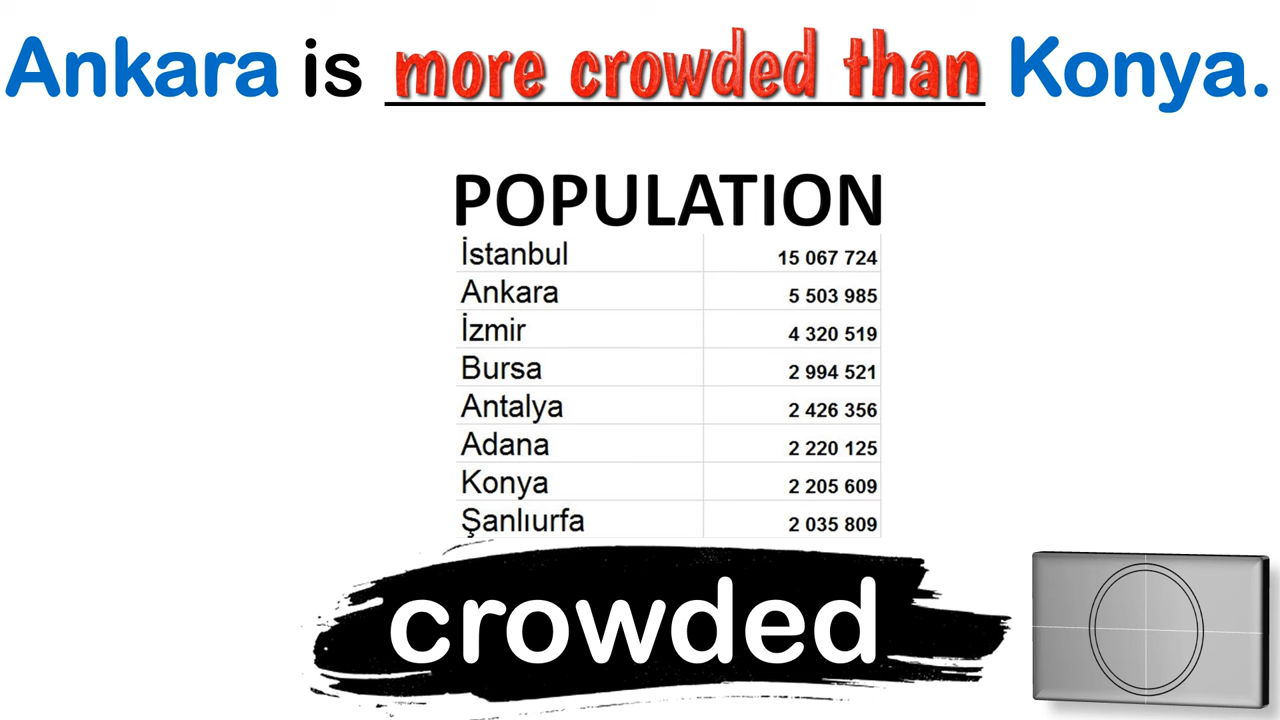 Ankara is more crowded than Konya.
POPULATION
İstanbul 15 067 724
Ankara 5 503 985
İzmir 4 320 519
Bursa 2 994 521
Antalya 2 426 356
Adana 2 220 125
Konya 2 205 609
Şanlıurfa 2 035 809
crowded